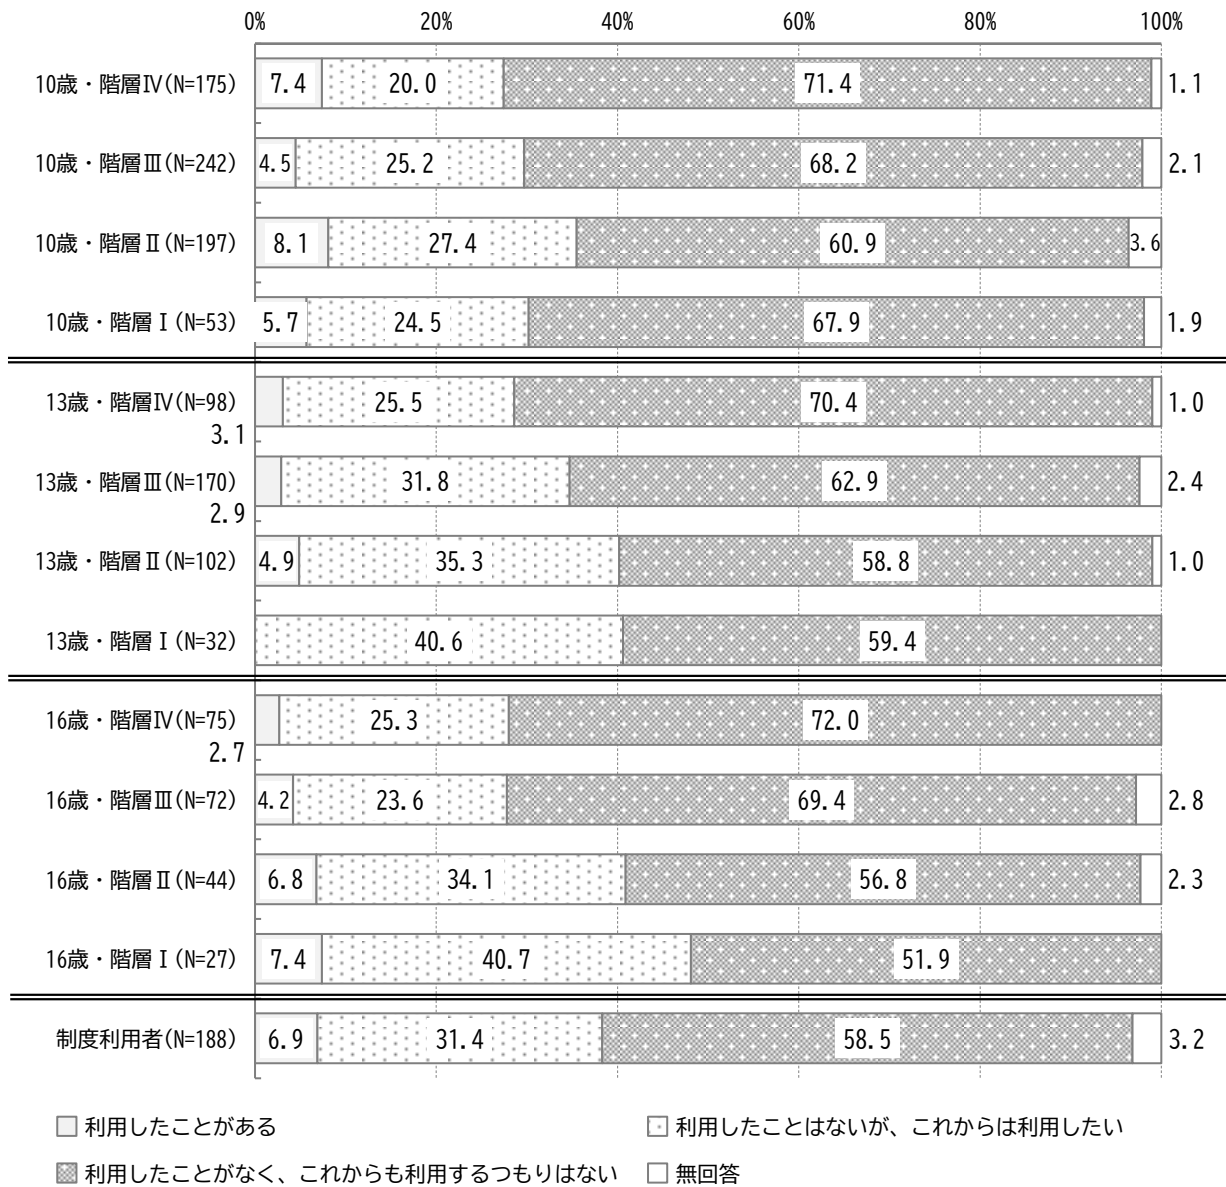 0% 20% 40% 60% 80% 100%
10歳・階層Ⅳ(N=175) 7.4 20.0 71.4 1.1
10歳・階層Ⅲ(N=242) 4.5 25.2 68.2 2.1
10歳・階層Ⅱ(N=197) 8.1 27.4 60.9 3.6
10歳・階層Ⅰ(N=53) 5.7 24.5 67.9 1.9
13歳・階層Ⅳ(N=98) 25.5 70.4 1.0
3.1
13歳・階層Ⅲ(N=170) 31.8 62.9 2.4
2.9
13歳・階層Ⅱ(N=102) 4.9 35.3 58.8 1.0
13歳・階層Ⅰ(N=32) 40.6 59.4
16歳・階層Ⅳ(N=75) 25.3 72.0
2.7
16歳・階層Ⅲ(N=72) 4.2 23.6 69.4 2.8
16歳・階層Ⅱ(N=44) 6.8 34.1 56.8 2.3
16歳・階層Ⅰ(N=27) 7.4 40.7 51.9
制度利用者(N=188) 6.9 31.4 58.5 3.2
利用したことがある 利用したことはないが、これからは利用したい
利用したことがなく、これからも利用するつもりはない 無回答